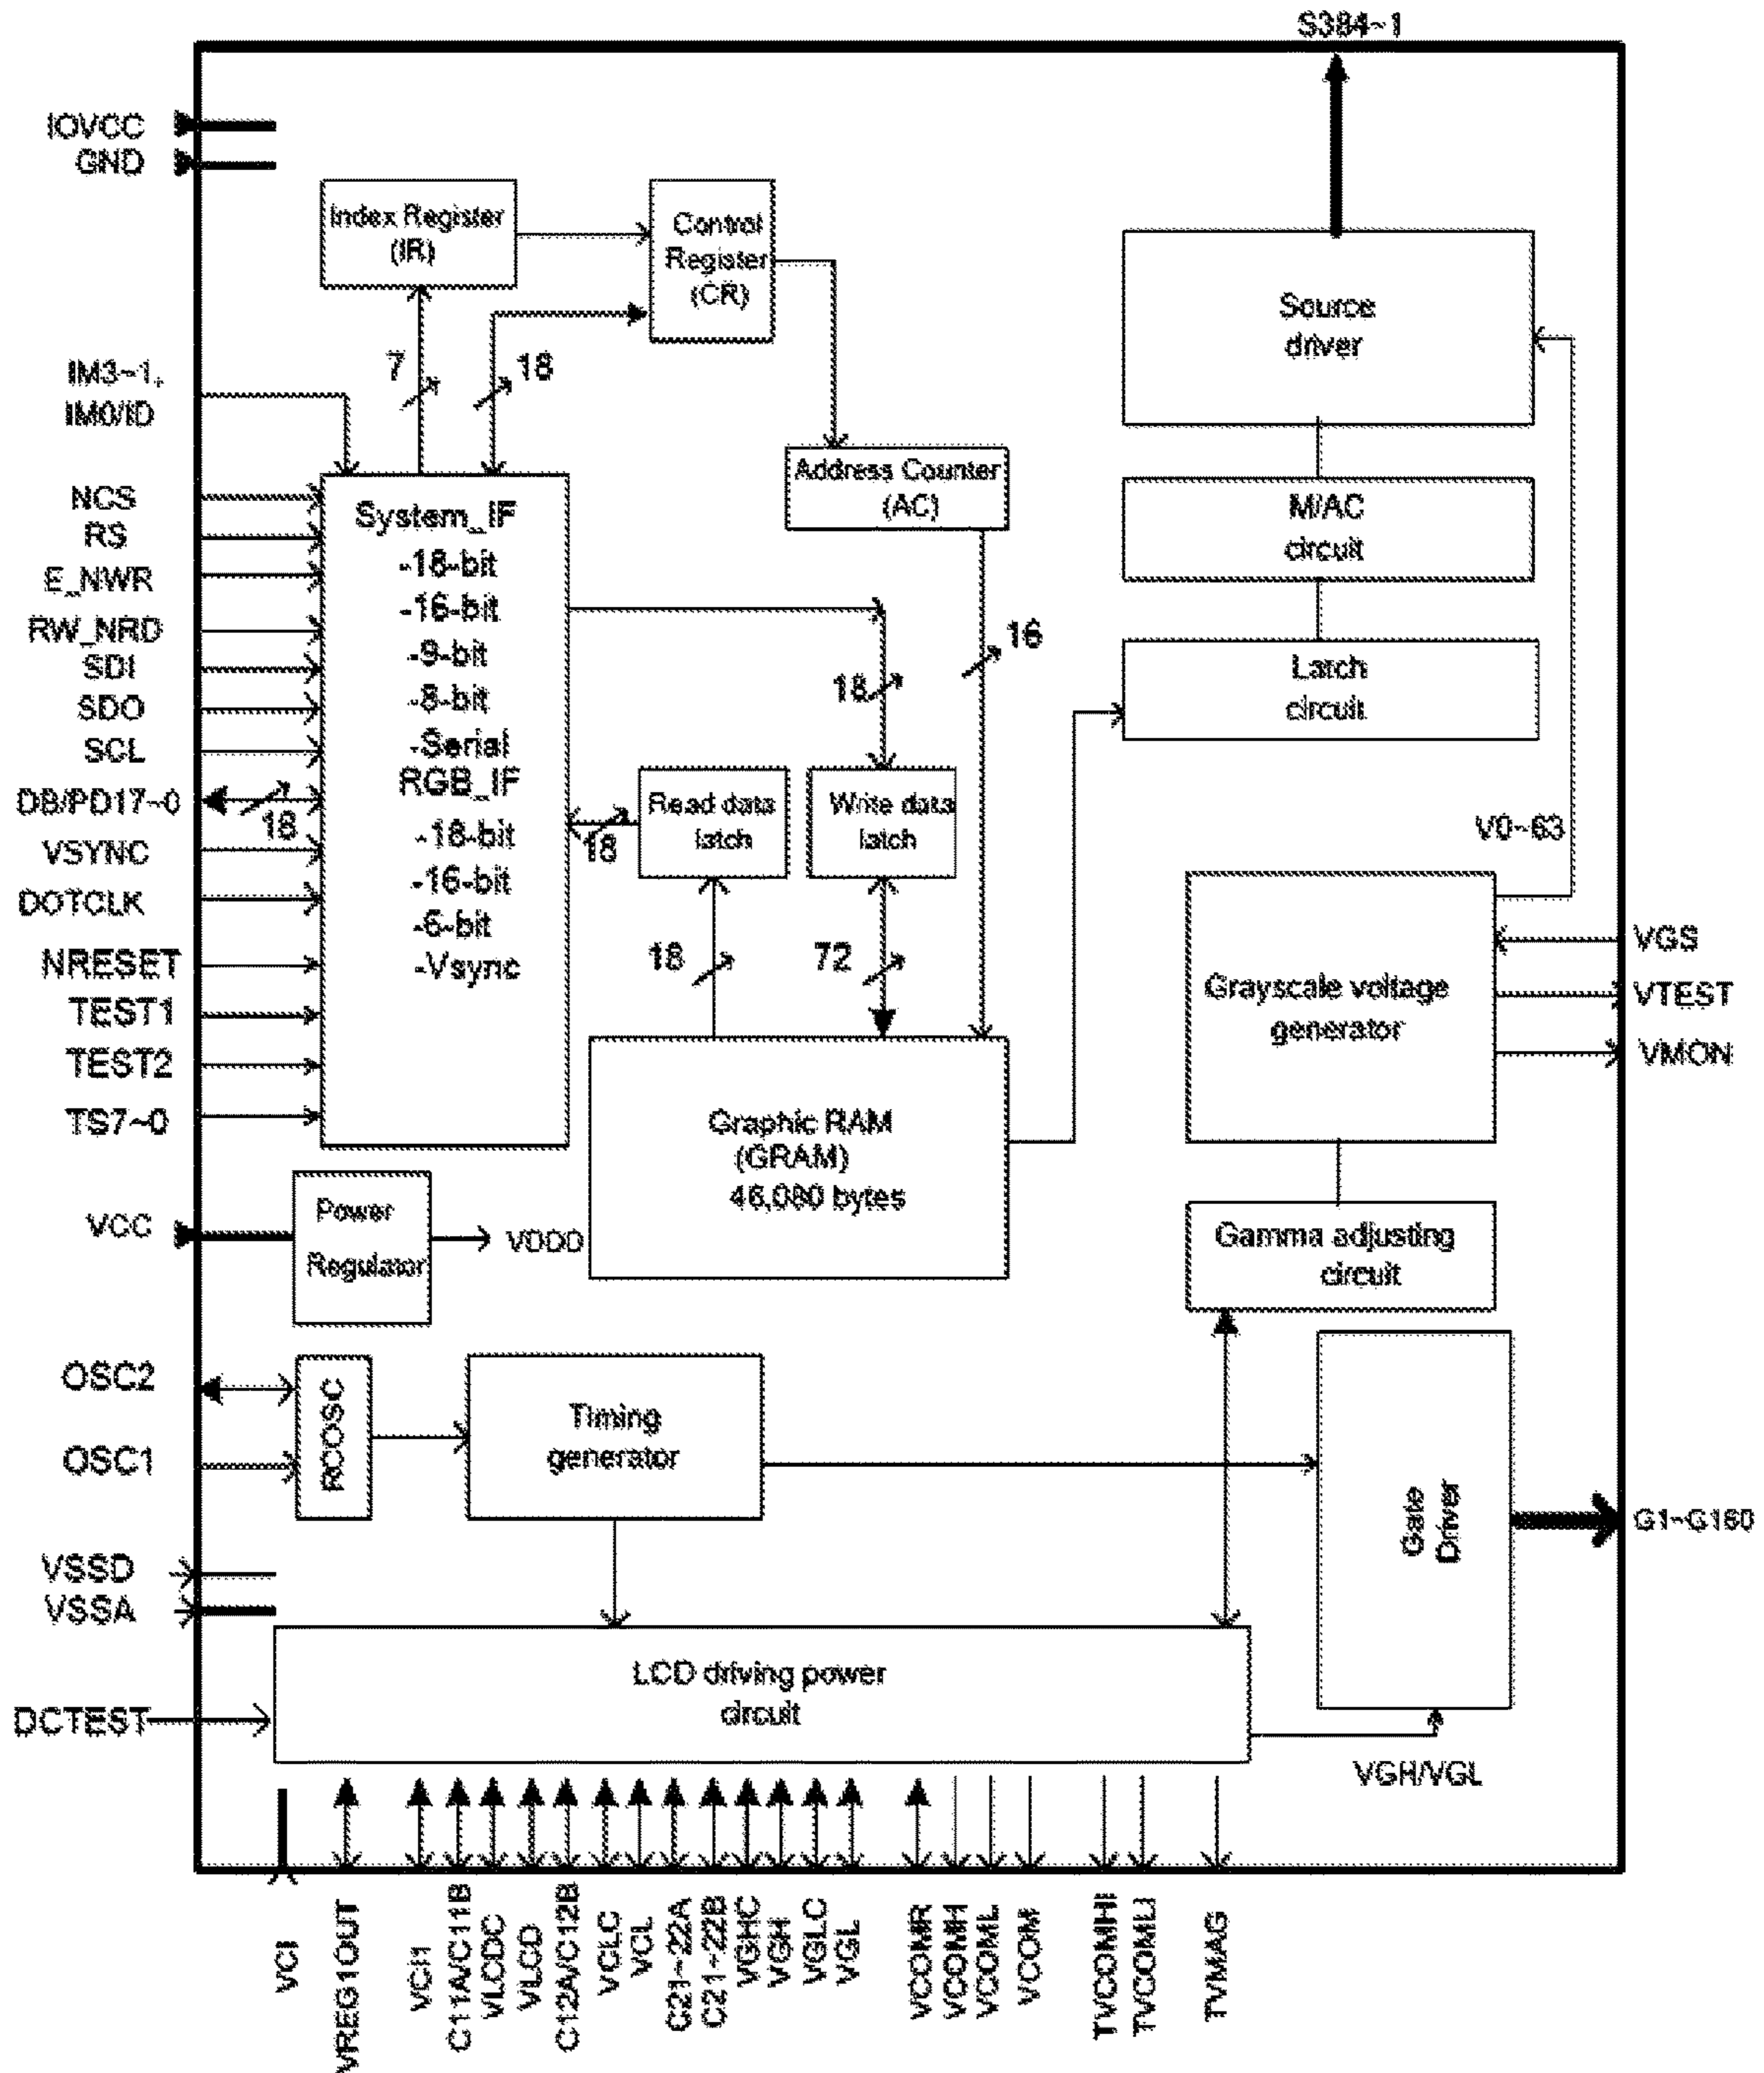 S384~1
IOVCC
GND
Index Register
(IR)
Control
Register
(CR)
Source
driver
7
18
IM3~1,
IM0/ID
Address Counter
(AC)
M/AC
circuit
NCS
RS
E_NWR
RW_NRD
SDI
SDO
SCL
DB/PD17~0
18
VSYNC
DOTCLK
NRESET
TEST1
TEST2
TS7~0
System_IF
-18-bit
-16-bit
-9-bit
-8-bit
-Serial
RGB_IF
-18-bit
-16-bit
-6-bit
-Vsync
18
16
Latch
circuit
Read data
latch
Write data
latch
18
18
72
V0~63
Grayscale voltage
generator
VGS
VTEST
VMON
Graphic RAM
(GRAM)
46,080 bytes
VCC
Power
Regulator
VDDD
Gamma adjusting
circuit
OSC2
OSC1
RCOSC
Timing
generator
Gate
Driver
G1~G160
VSSD
VSSA
LCD driving power
circuit
DCTEST
VGH/VGL
VCI
VREG1OUT
VCI1
C11A/C11B
VLCDC
VLCD
C12A/C12B
VCLC
VCL
C21~22A
C21~22B
VGHC
VGH
VGLC
VGL
VCOMR
VCOMH
VCOML
VCOM
TVCOMHI
TVCOMLI
TVMAG